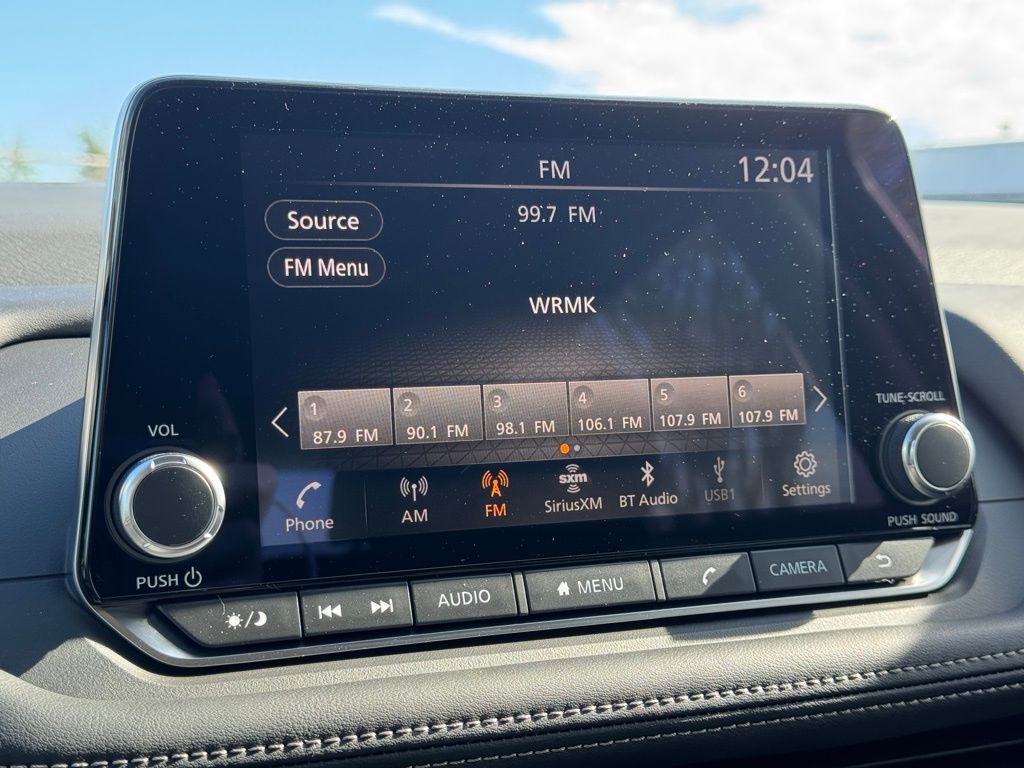 FM
12:04
Source
99.7 FM
FM Menu
WRMK
1
87.9 FM
2
90.1 FM
3
98.1 FM
4
106.1 FM
5
107.9 FM
6
107.9 FM
VOL
TUNE·SCROLL
Phone
AM
FM
sxm
SiriusXM
BT Audio
USB1
Settings
PUSH
PUSH SOUND
AUDIO
MENU
CAMERA